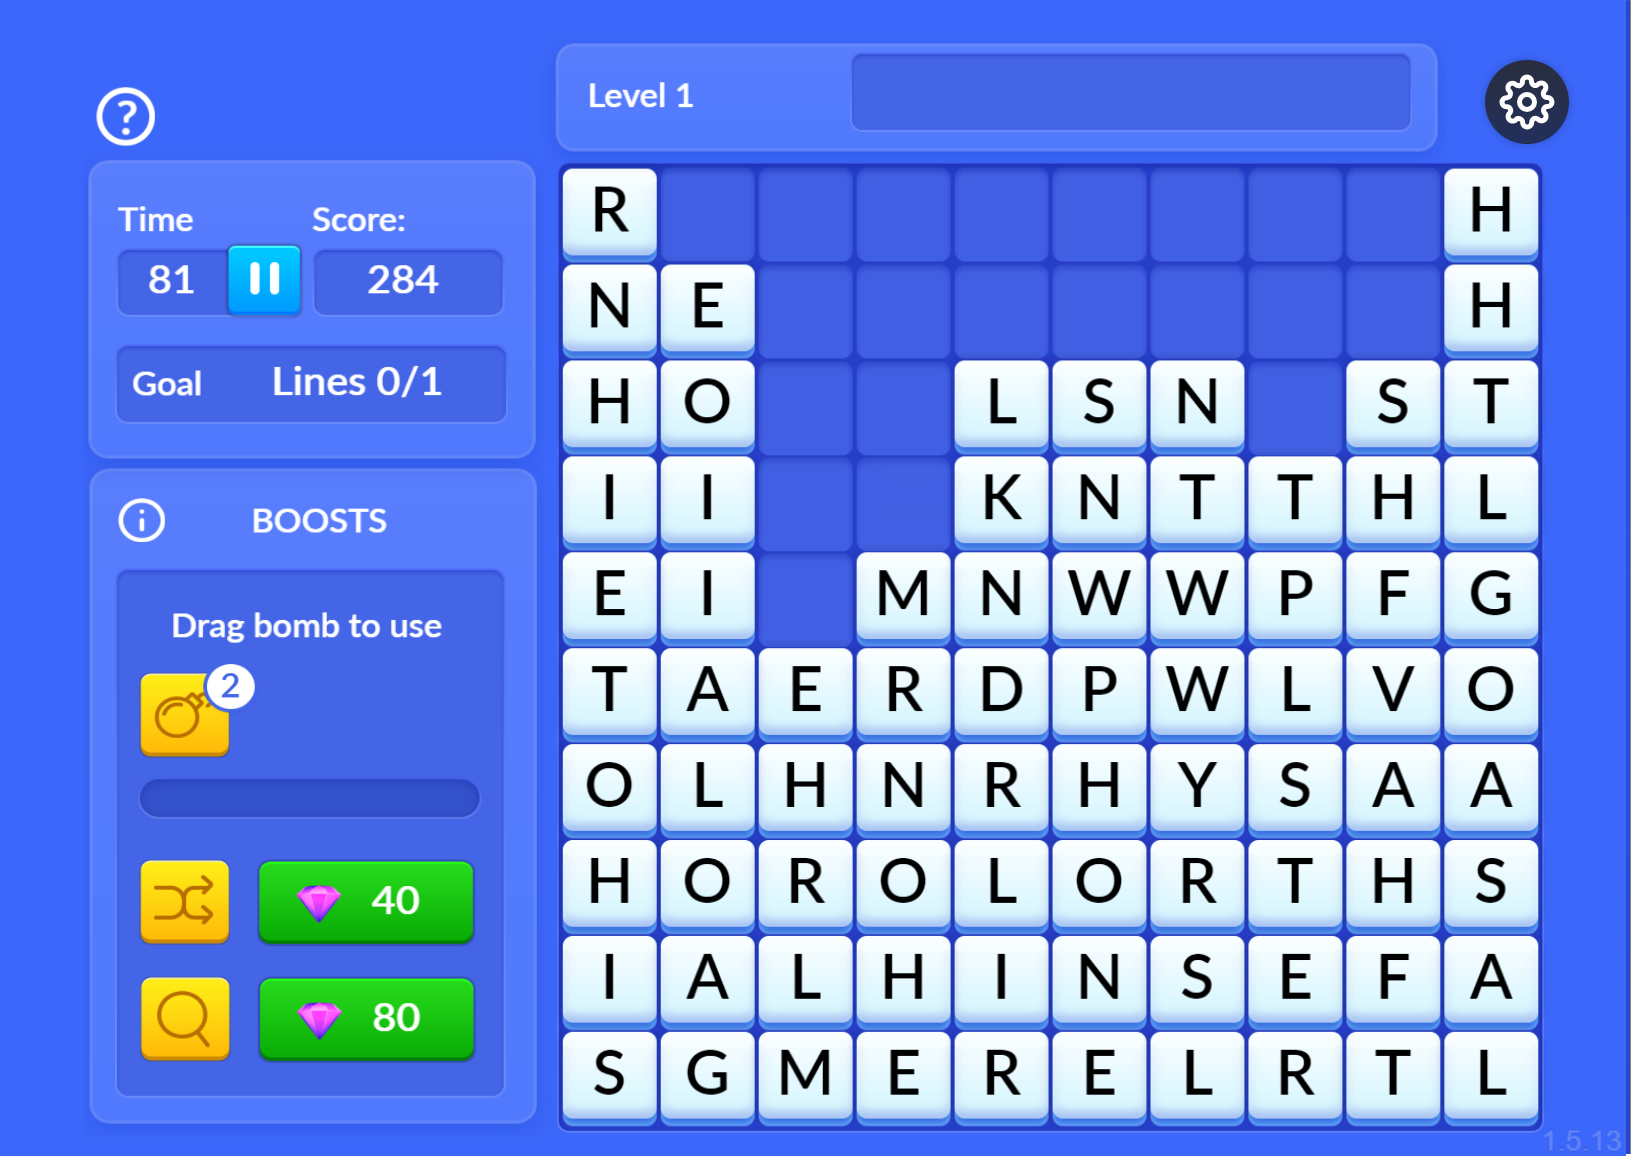 Level 1
?
Time Score:
81 284
Goal Lines 0/1
BOOSTS
Drag bomb to use
2
40
80
R H
N E H
H O L S N S T
I I K N T T H L
E I M N W W P F G
T A E R D P W L V O
O L H N R H Y S A A
H O R O L O R T H S
I A L H I N S E F A
S G M E R E L R T L
1.5.13